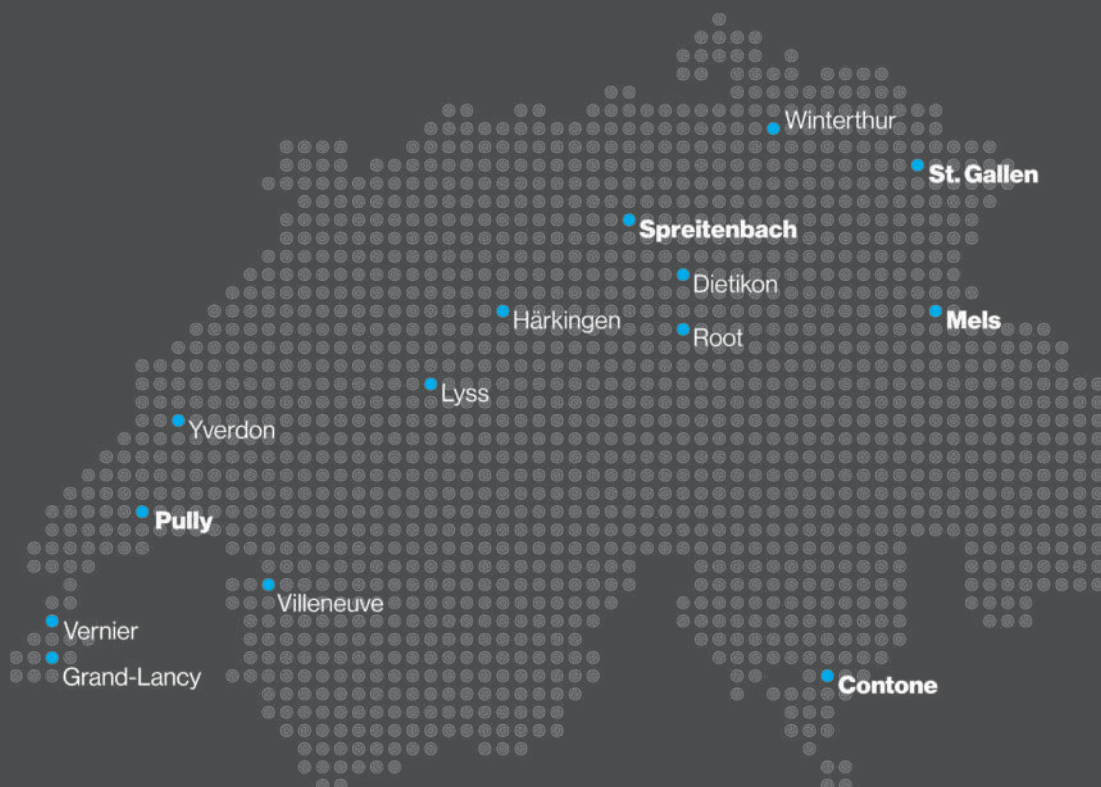 Winterthur
St. Gallen
Spreitenbach
Dietikon
Härkingen
Mels
Root
Lyss
Yverdon
Pully
Villeneuve
Vernier
Grand-Lancy
Contone